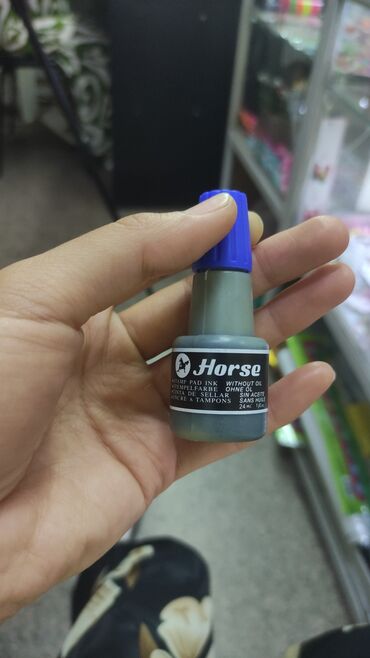 Horse
STAMP PAD INK WITHOUT OIL
STEMPELFARBE OHNE ÖL
TINTA DE SELLAR SIN ACEITE
ENCRE A TAMPONS SANS HUILE
24 mL